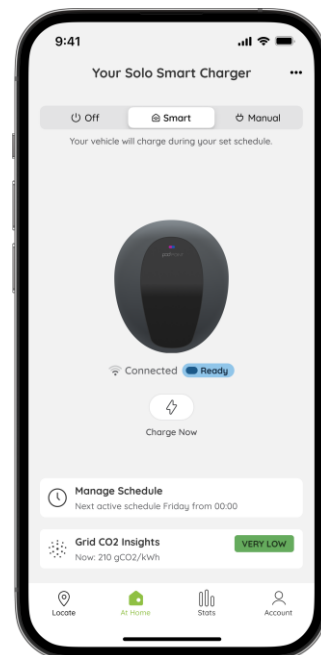 9:41
Your Solo Smart Charger
Off
Smart
Manual
Your vehicle will charge during your set schedule.
Connected
Ready
Charge Now
Manage Schedule
Next active schedule Friday from 00:00
Grid CO2 Insights
VERY LOW
Now: 210 gCO2/kWh
Locate
At Home
Stats
Account